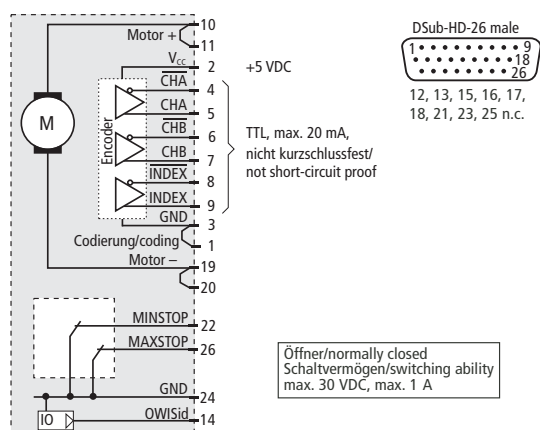 Motor + 10
11
Vcc 2 +5 VDC
CHA 4
CHA 5
CHB 6
CHB 7
INDEX 8
INDEX 9
GND 3
Codierung/coding 1
Motor – 19
20
M
Encoder
TTL, max. 20 mA,
nicht kurzschlussfest/
not short-circuit proof
DSub-HD-26 male
1 9
18
26
12, 13, 15, 16, 17,
18, 21, 23, 25 n.c.
MINSTOP 22
MAXSTOP 26
GND 24
IO OWISid 14
Öffner/normally closed
Schaltvermögen/switching ability
max. 30 VDC, max. 1 A